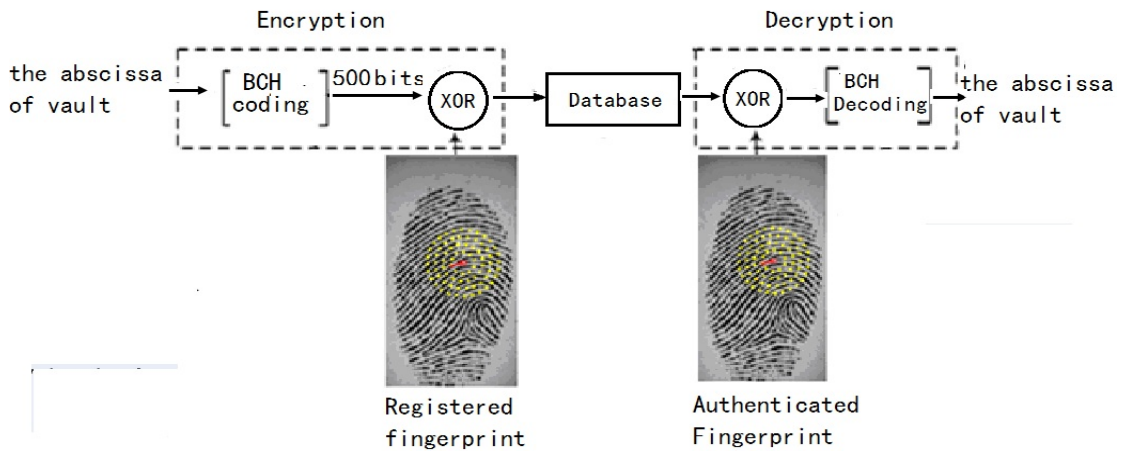 Encryption
Decryption
the abscissa
of vault
BCH
coding
500bits
XOR
Database
XOR
BCH
Decoding
the abscissa
of vault
Registered
fingerprint
Authenticated
Fingerprint